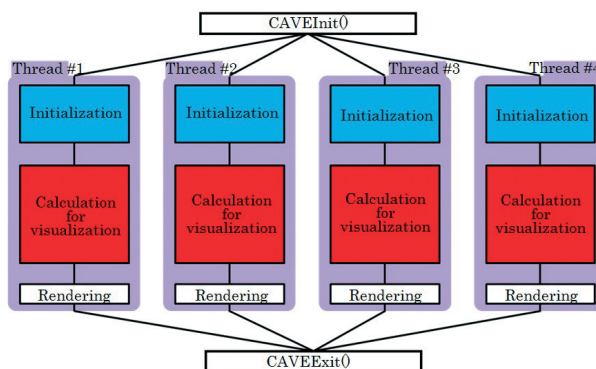 CAVEInit()
Thread #1
Thread #2
Thread #3
Thread #4
Initialization
Initialization
Initialization
Initialization
Calculation
for
visualization
Calculation
for
visualization
Calculation
for
visualization
Calculation
for
visualization
Rendering
Rendering
Rendering
Rendering
CAVEExit()